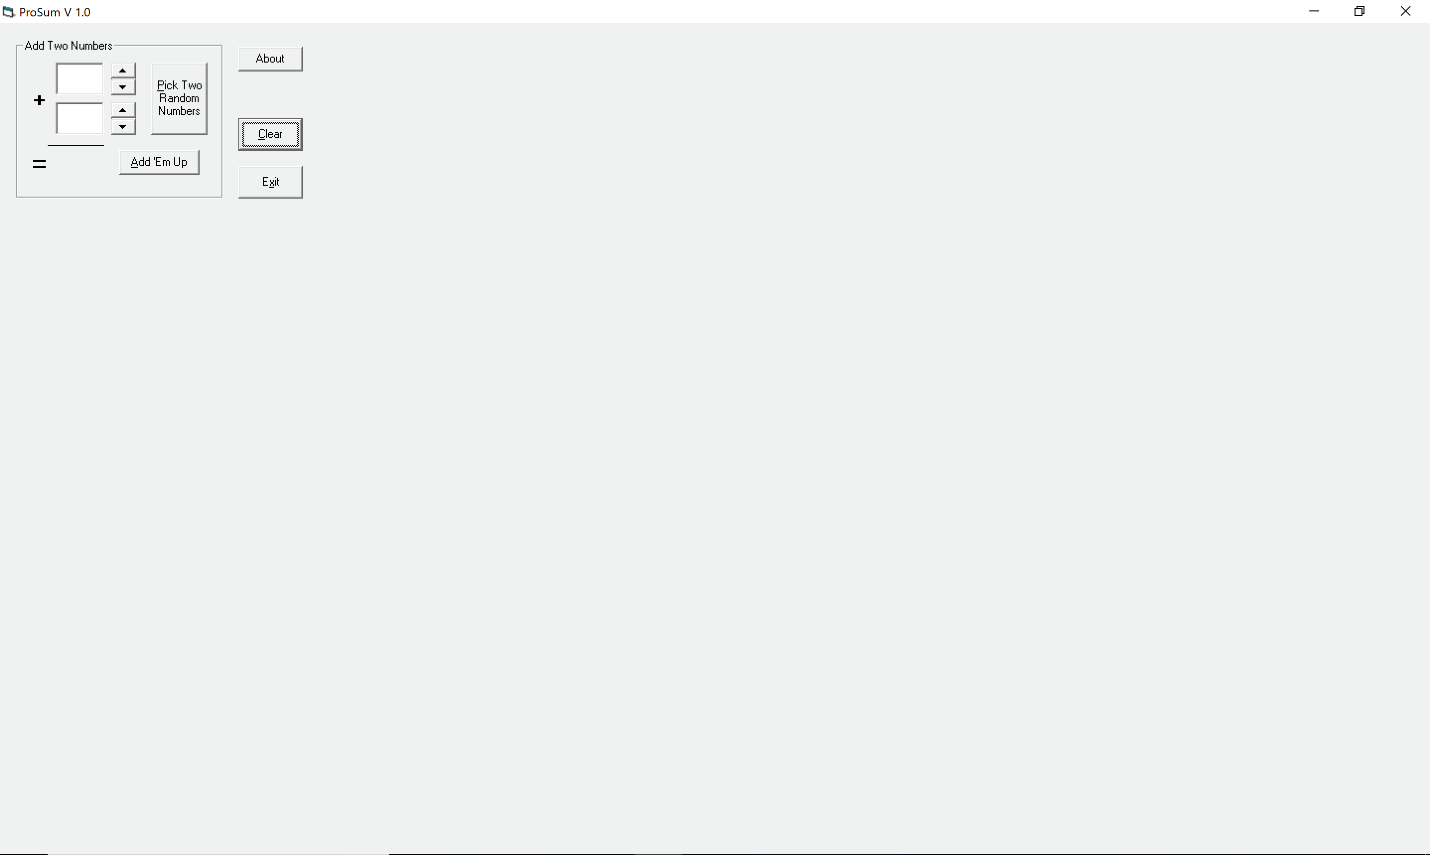 ProSum V 1.0
Add Two Numbers
About
+
Pick Two
Random
Numbers
Clear
=
Add 'Em Up
Exit